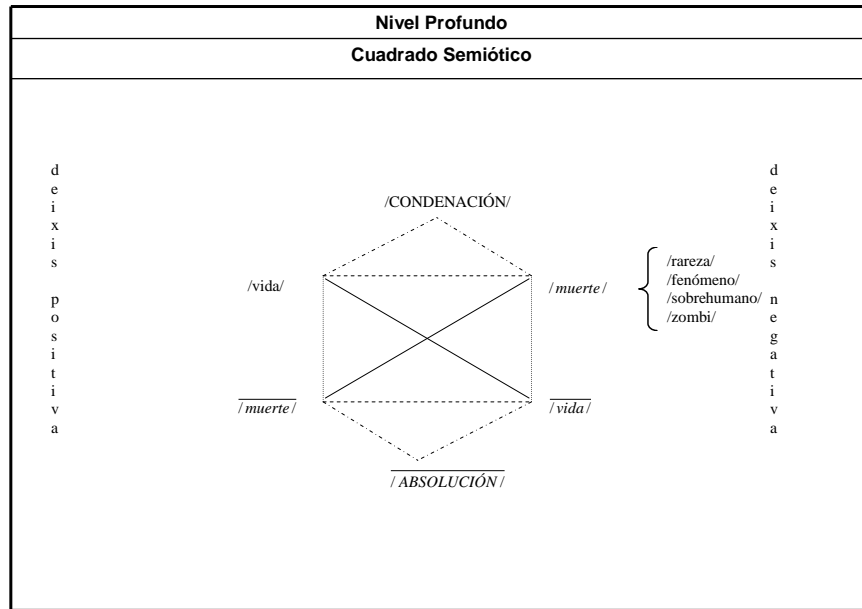 Nivel Profundo
Cuadrado Semiótico
deixis positiva
/CONDENACIÓN/
/vida/
/muerte/
/rareza/
/fenómeno/
/sobrehumano/
/zombi/
deixis negativa
/muerte/
/vida/
/ABSOLUCIÓN/